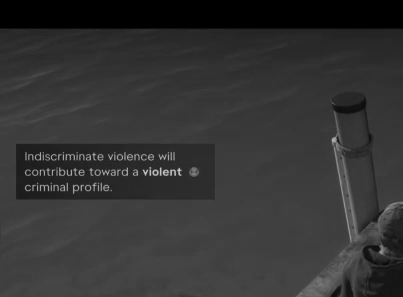 Indiscriminate violence will
contribute toward a violent
criminal profile.